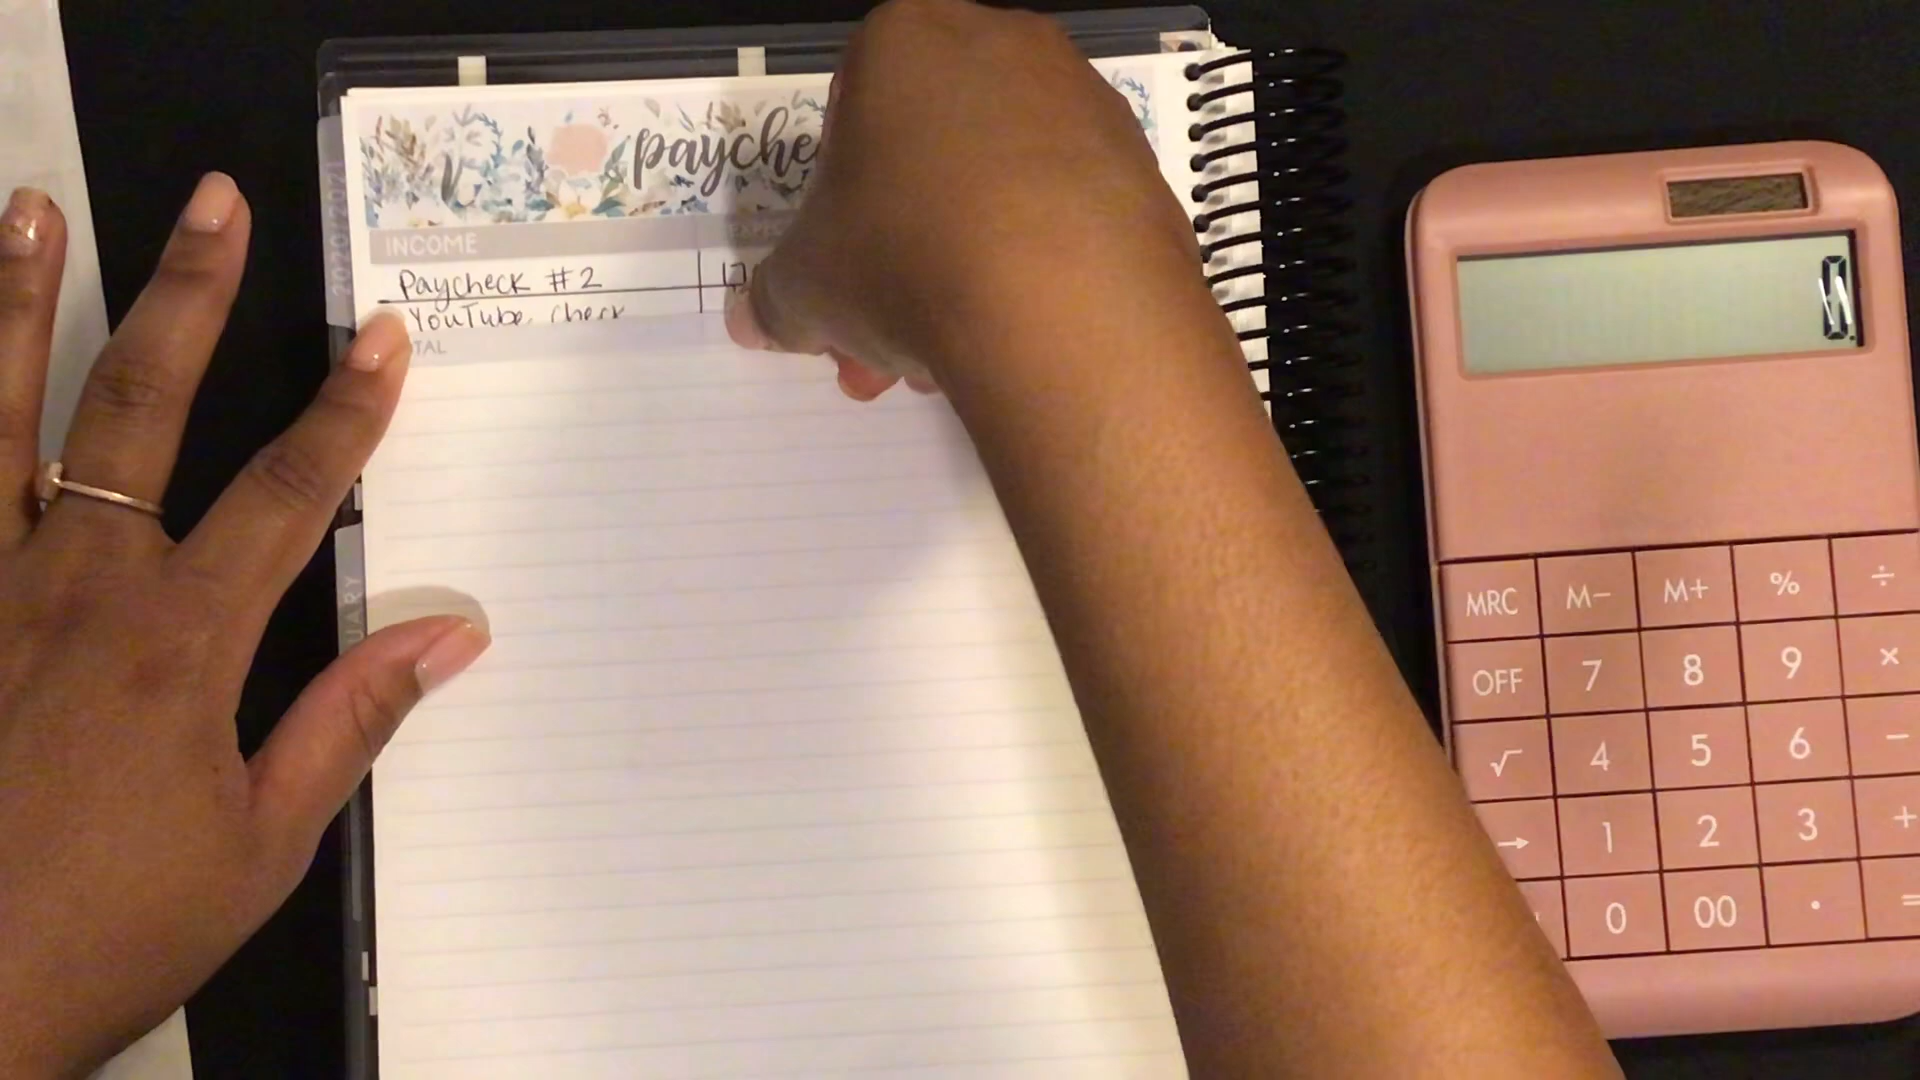 INCOME
Paycheck #2
YouTube check
2020/2021
MRC M- M+ % ÷
OFF 7 8 9 ×
√ 4 5 6 -
→ 1 2 3 +
0 00 . =
0.